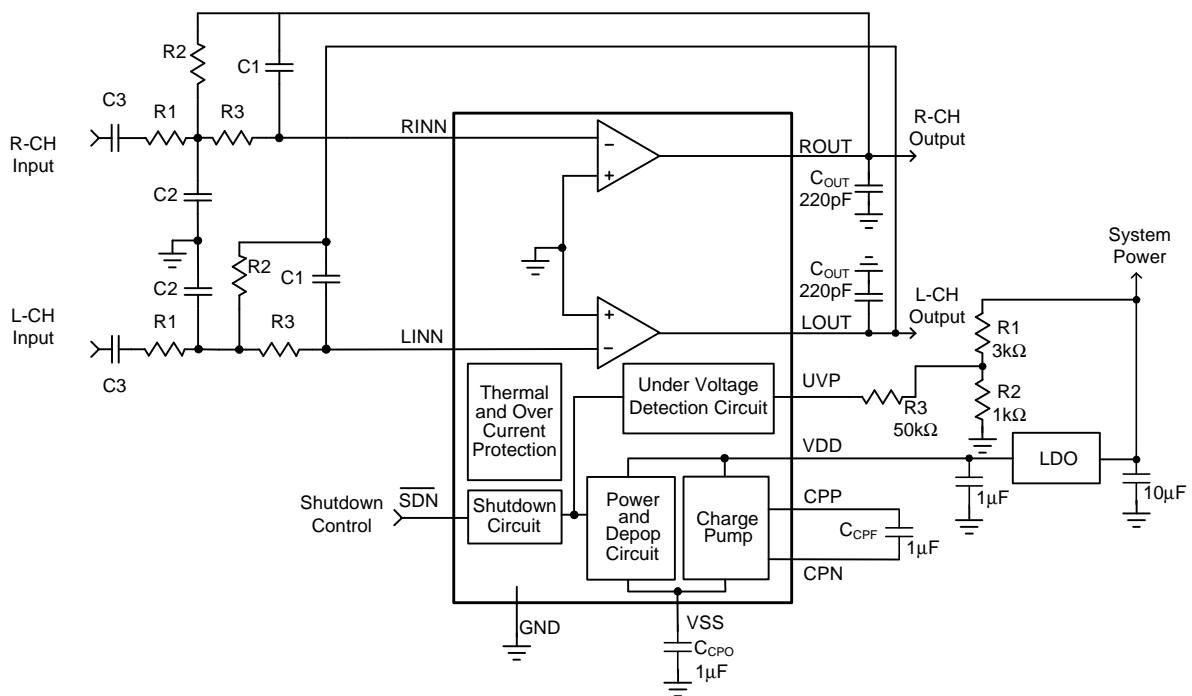 R2
C1
C3
R1
R3
RINN
R-CH
Input
ROUT
R-CH
Output
C2
COUT
220pF
R2
C1
C2
COUT
220pF
System
Power
L-CH
Input
R1
R3
LINN
LOUT
L-CH
Output
C3
R1
3kΩ
Thermal
and Over
Current
Protection
Under Voltage
Detection Circuit
UVP
R3
50kΩ
R2
1kΩ
VDD
LDO
Shutdown
Control
SDN
Shutdown
Circuit
Power
and
Depop
Circuit
Charge
Pump
CPP
CCPF
1μF
CPN
1μF
10μF
GND
VSS
CCPO
1μF